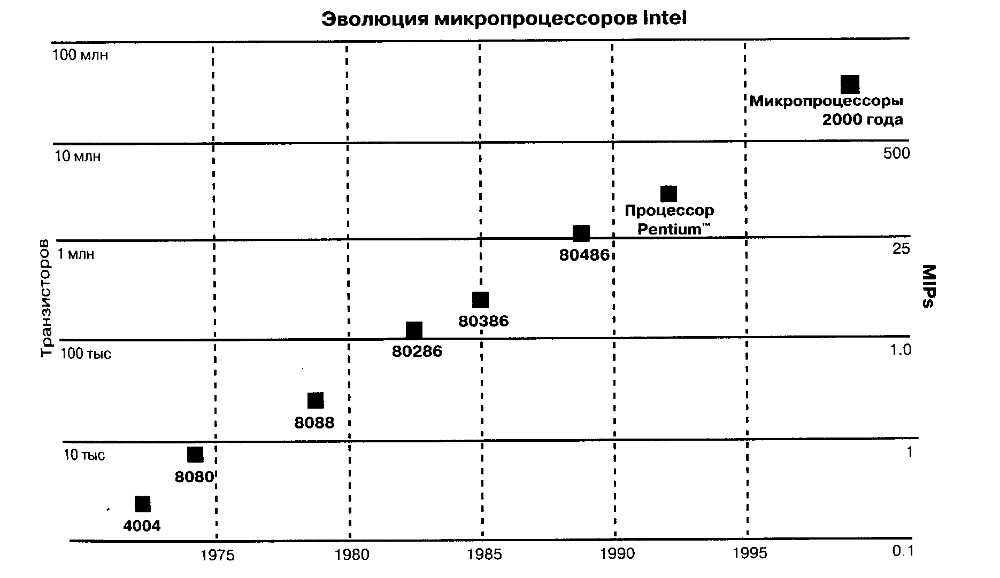 Эволюция микропроцессоров Intel
100 млн
Микропроцессоры
2000 года
10 млн
500
Процессор
Pentium™
1 млн
25
80486
Транзисторов
MIPs
80386
100 тыс
1.0
80286
8088
10 тыс
1
8080
4004
1975
1980
1985
1990
1995
0.1